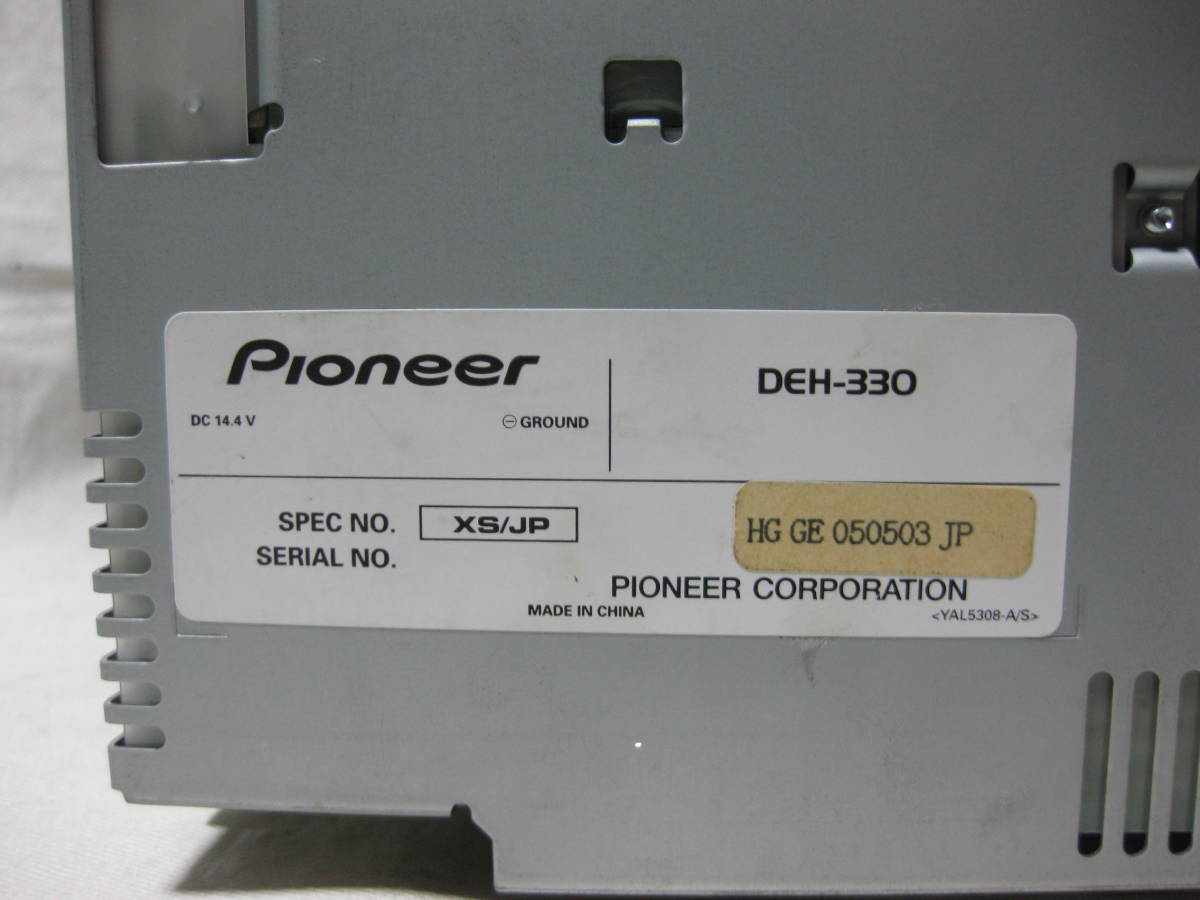 Pioneer
DEH-330
DC 14.4 V
⊖ GROUND
SPEC NO. XS/JP
SERIAL NO.
HG GE 050503 JP
PIONEER CORPORATION
MADE IN CHINA
<YAL5308-A/S>